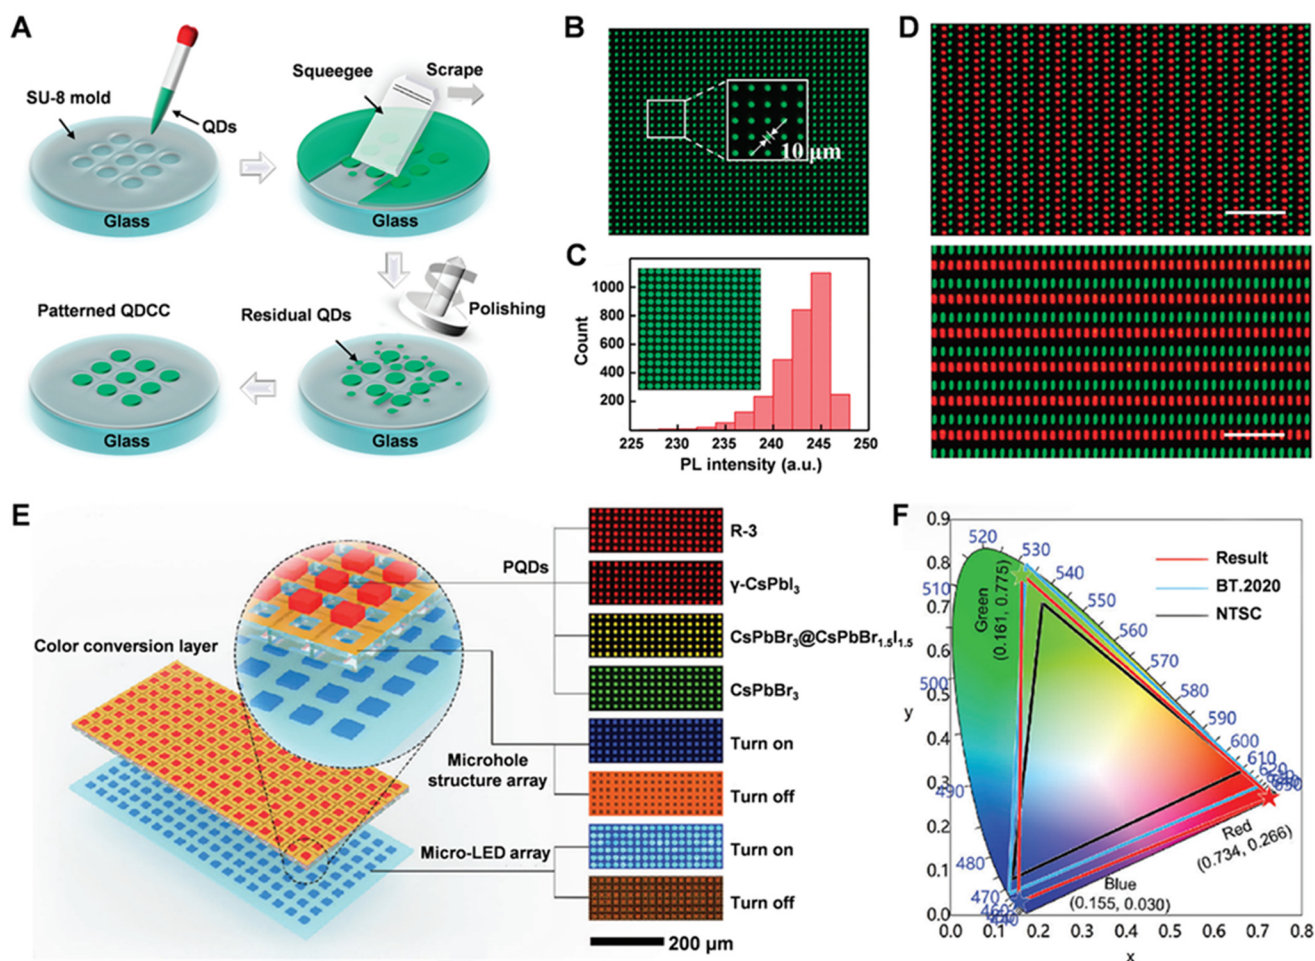 A
SU-8 mold
QDs
Glass
Squeegee
Scrape
Glass
Patterned QDCC
Glass
Residual QDs
Polishing
Glass
B
10 μm
C
Count
1000
800
600
400
200
225 230 235 240 245 250
PL intensity (a.u.)
D
E
Color conversion layer
PQDs
Microhole
structure array
Micro-LED array
R-3
γ-CsPbI₃
CsPbBr₃@CsPbBr₁.₅I₁.₅
CsPbBr₃
Turn on
Turn off
Turn on
Turn off
200 μm
F
0.9
0.8
0.7
0.6
0.5
y
0.4
0.3
0.2
0.1
0.0
0.0 0.1 0.2 0.3 0.4 0.5 0.6 0.7 0.8
x
Result
BT.2020
NTSC
Green
(0.161, 0.775)
Red
(0.734, 0.266)
Blue
(0.155, 0.030)
520
530
540
550
560
570
580
590
600
610
620
510
500
490
480
470